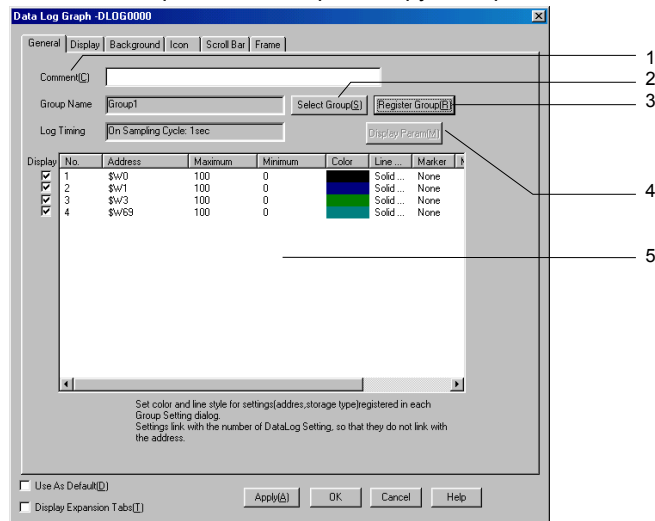 Data Log Graph -DLOG0000
General Display Background Icon Scroll Bar Frame
1
Comment(C)
2
Group Name Group1 Select Group(S) Register Group(R)
3
Log Timing On Sampling Cycle: 1sec Display Param(M)
Display No. Address Maximum Minimum Color Line ... Marker
1 $W0 100 0 Solid ... None
2 $W1 100 0 Solid ... None
4
3 $W3 100 0 Solid ... None
4 $W69 100 0 Solid ... None
5
Set color and line style for settings(addres,storage type)registered in each
Group Setting dialog.
Settings link with the number of DataLog Setting, so that they do not link with
the address.
Use As Default(D)
Apply(A) OK Cancel Help
Display Expansion Tabs(T)